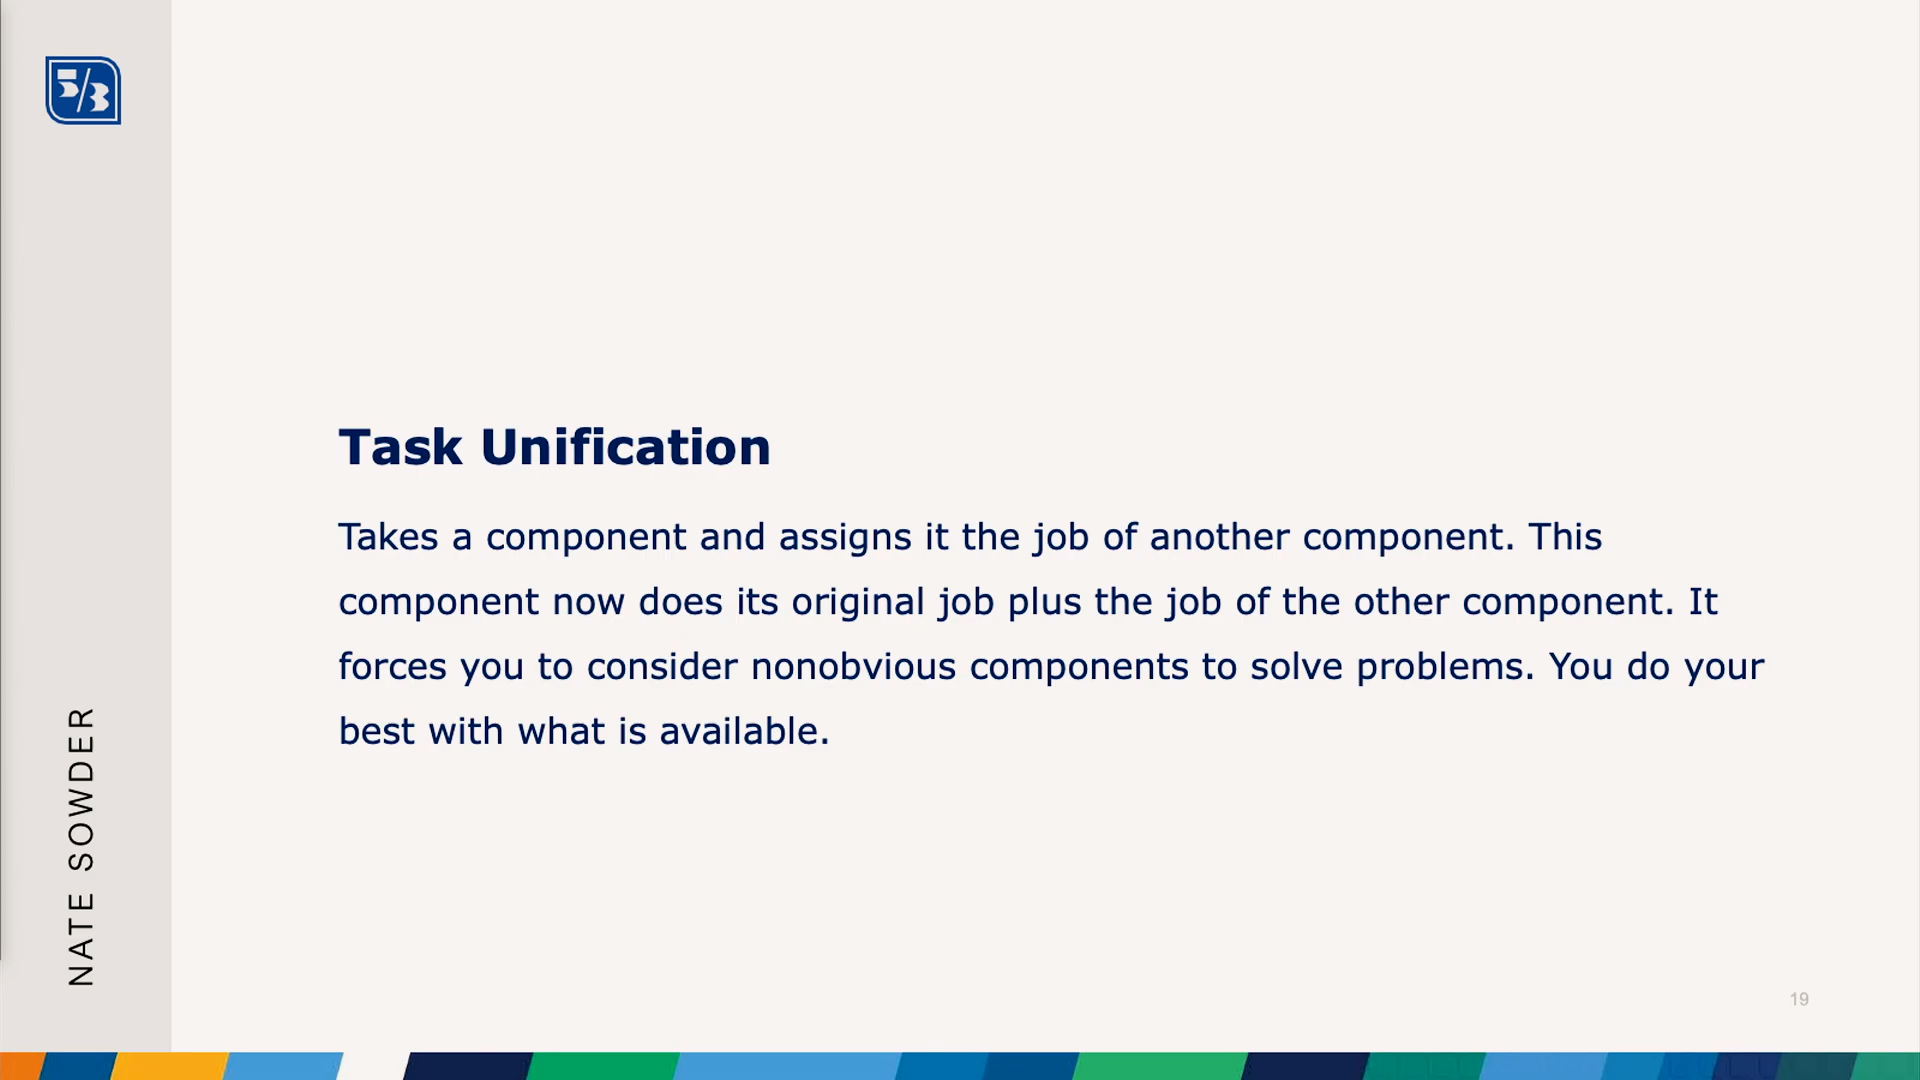 5/3
Task Unification
Takes a component and assigns it the job of another component. This
component now does its original job plus the job of the other component. It
forces you to consider nonobvious components to solve problems. You do your
best with what is available.
NATE SOWDER
19